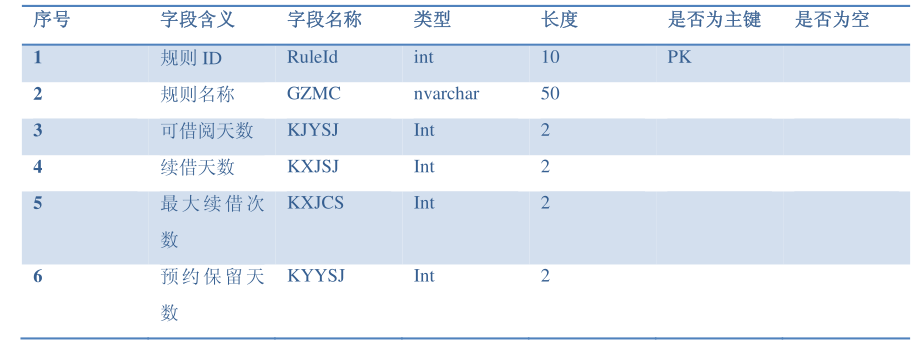 序号 字段含义 字段名称 类型 长度 是否为主键 是否为空
1 规则 ID RuleId int 10 PK
2 规则名称 GZMC nvarchar 50
3 可借阅天数 KJYSJ Int 2
4 续借天数 KXJSJ Int 2
5 最大续借次 KXJCS Int 2
数
6 预约保留天 KYYSJ Int 2
数